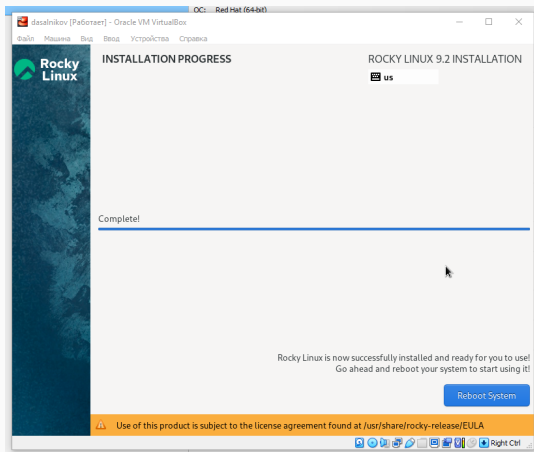 ОС: Red Hat (64-bit)
dasalnikov [Работает] - Oracle VM VirtualBox
Файл Машина Вид Ввод Устройства Справка
Rocky
Linux
INSTALLATION PROGRESS
ROCKY LINUX 9.2 INSTALLATION
us
Complete!
Rocky Linux is now successfully installed and ready for you to use!
Go ahead and reboot your system to start using it!
Reboot System
Use of this product is subject to the license agreement found at /usr/share/rocky-release/EULA
Right Ctrl